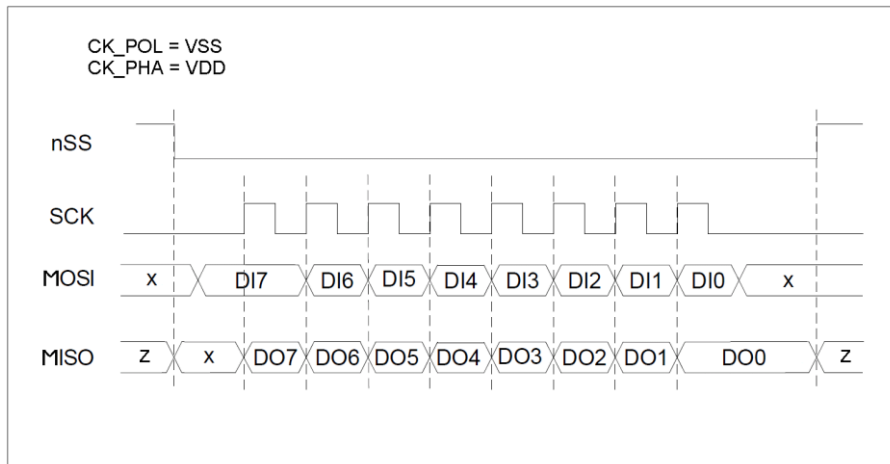 CK_POL = VSS
CK_PHA = VDD
nSS
SCK
MOSI x DI7 DI6 DI5 DI4 DI3 DI2 DI1 DI0 x
MISO z x DO7 DO6 DO5 DO4 DO3 DO2 DO1 DO0 z